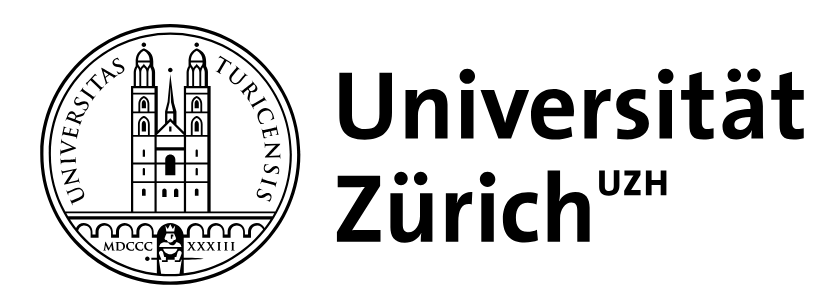 UNIVERSITAS TURICENSIS
MDCCC XXXIII
Universität
Zürich UZH